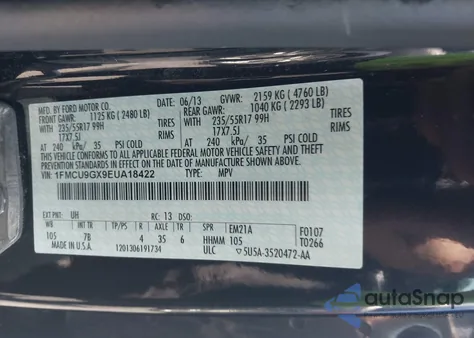 MFD. BY FORD MOTOR CO.
DATE: 06/13 GVWR: 2159 KG ( 4760 LB)
FRONT GAWR: 1125 KG ( 2480 LB) REAR GAWR: 1040 KG ( 2293 LB)
WITH 235/55R17 99H TIRES WITH 235/55R17 99H TIRES
17X7.5J RIMS 17X7.5J RIMS
AT 240 kPa/ 35 PSI COLD AT 240 kPa/ 35 PSI COLD
THIS VEHICLE CONFORMS TO ALL APPLICABLE FEDERAL MOTOR VEHICLE SAFETY AND THEFT
PREVENTION STANDARDS IN EFFECT ON THE DATE OF MANUFACTURE SHOWN ABOVE.
VIN: 1FMCU9GX9EUA18422 TYPE: MPV
EXT PNT: UH RC: 13 DSO: F0107
WB BRK INT TR TP/PS R AXLE TR SPR EM21A T0266
105 7B 4 35 6 HHMM 105
MADE IN U.S.A. 1201306191734 ULC 5U5A-3520472-AA
autoSnap